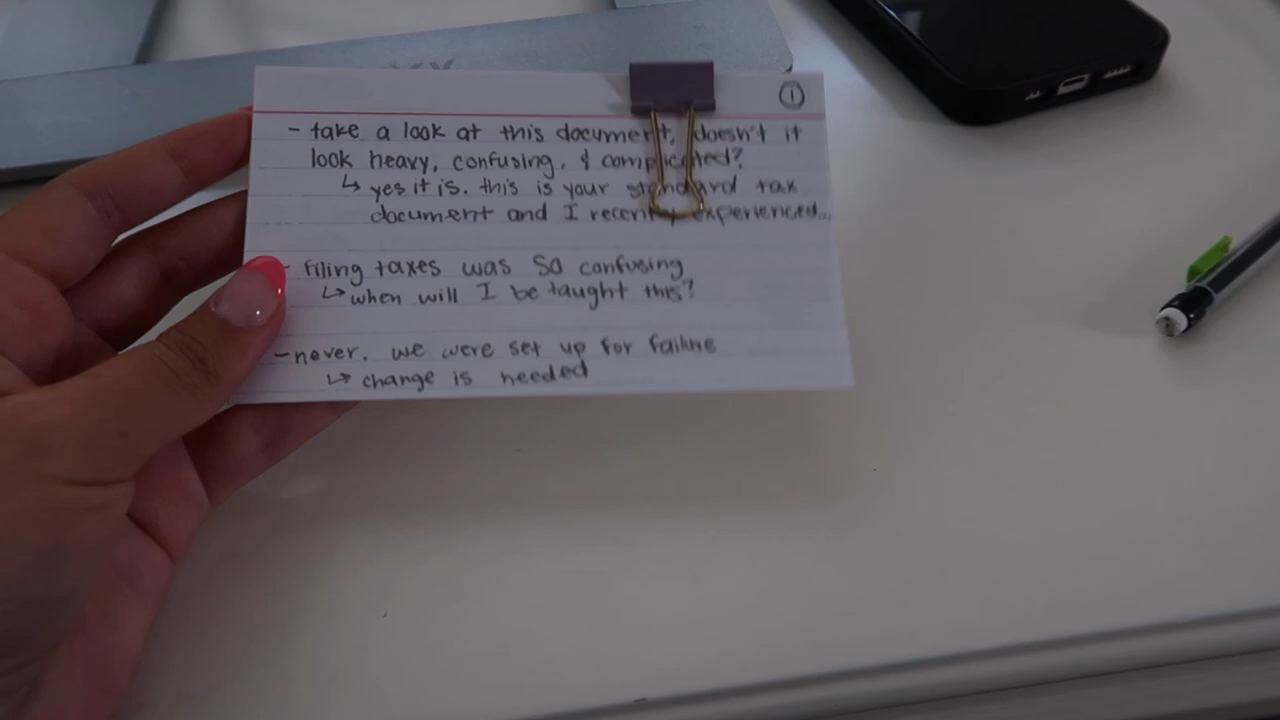 ①
- take a look at this document, doesn't it
look heavy, confusing, & complicated?
↳ yes it is. this is your standard tax
document and I recently experienced...
- filing taxes was so confusing
↳ when will I be taught this?
- never. we were set up for failure
↳ change is needed